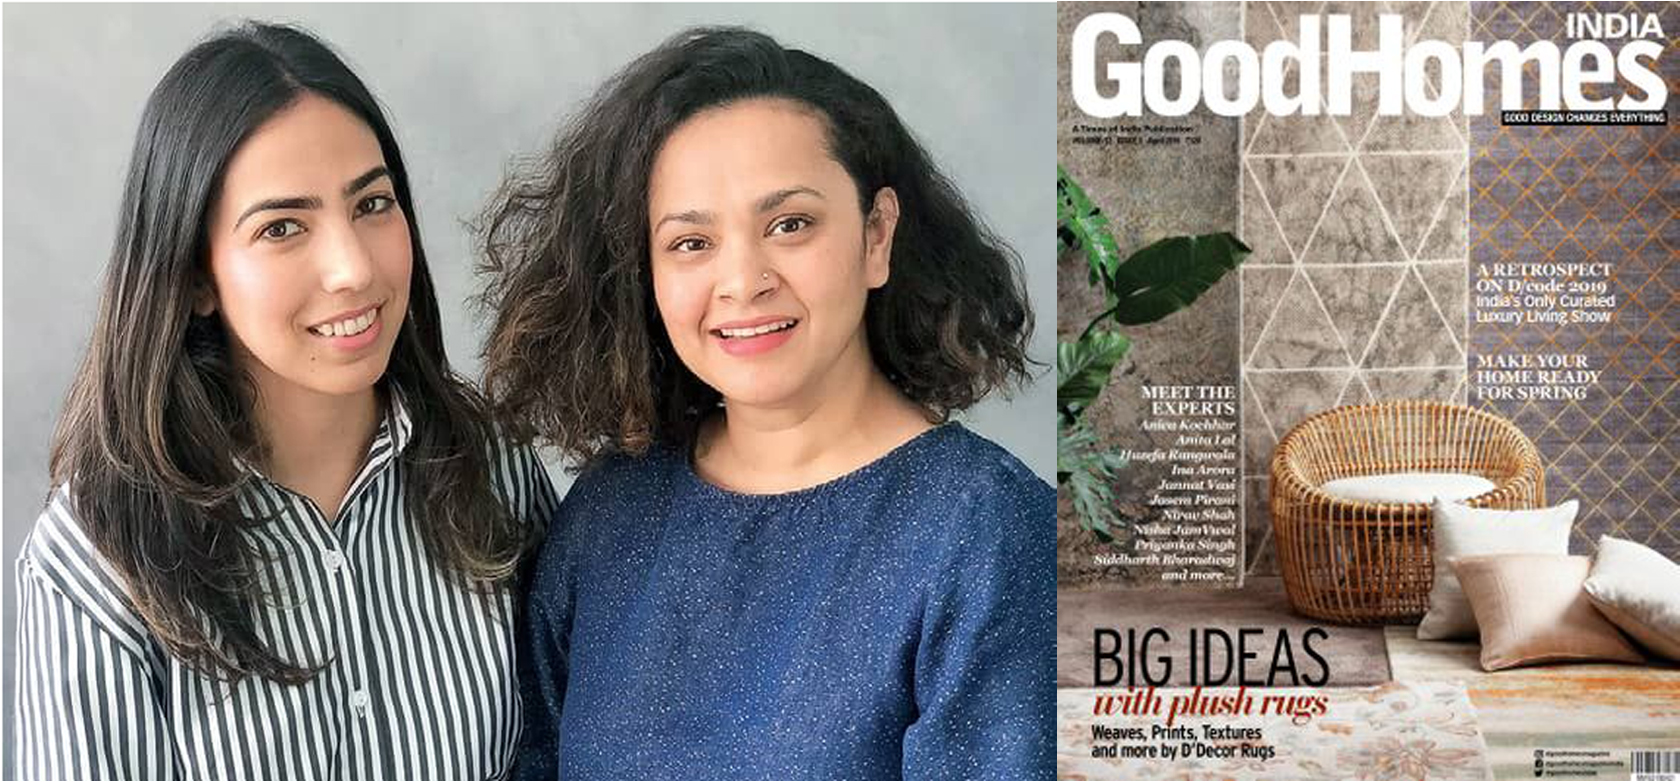 INDIA
GoodHomes
GOOD DESIGN CHANGES EVERYTHING
A Times of India Publication
A RETROSPECT
ON D/code 2019
India's Only Curated
Luxury Living Show
MAKE YOUR
HOME READY
FOR SPRING
MEET THE
EXPERTS
Anica Kochhar
Anita Lal
Huzefa Rangwala
Ina Arora
Jannat Vasi
Jasem Pirani
Nirav Shah
Nisha JamVwal
Priyanka Singh
Siddharth Bharadwaj
and more...
BIG IDEAS
with plush rugs
Weaves, Prints, Textures
and more by D'Decor Rugs